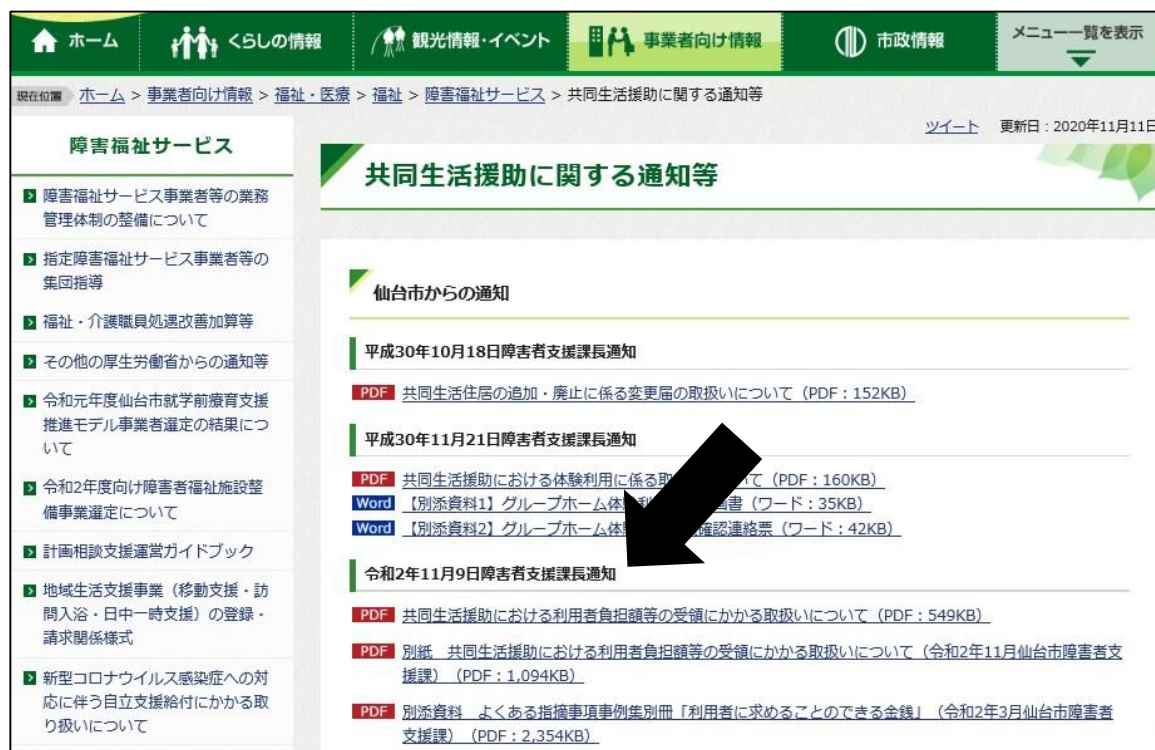 ホーム
くらしの情報
観光情報・イベント
事業者向け情報
市政情報
メニュー一覧を表示
現在位置 ホーム > 事業者向け情報 > 福祉・医療 > 福祉 > 障害福祉サービス > 共同生活援助に関する通知等
ツイート 更新日：2020年11月11日
障害福祉サービス
障害福祉サービス事業者等の業務
管理体制の整備について
指定障害福祉サービス事業者等の
集団指導
福祉・介護職員処遇改善加算等
その他の厚生労働省からの通知等
令和元年度仙台市就学前療育支援
推進モデル事業者選定の結果につ
いて
令和2年度向け障害者福祉施設整
備事業選定について
計画相談支援運営ガイドブック
地域生活支援事業（移動支援・訪
問入浴・日中一時支援）の登録・
請求関係様式
新型コロナウイルス感染症への対
応に伴う自立支援給付にかかる取
り扱いについて
共同生活援助に関する通知等
仙台市からの通知
平成30年10月18日障害者支援課長通知
PDF 共同生活住居の追加・廃止に係る変更届の取扱いについて（PDF：152KB）
平成30年11月21日障害者支援課長通知
PDF 共同生活援助における体験利用に係る取 いて（PDF：160KB）
Word 【別添資料1】グループホーム体験利 画書（ワード：35KB）
Word 【別添資料2】グループホーム体 確認連絡票（ワード：42KB）
令和2年11月9日障害者支援課長通知
PDF 共同生活援助における利用者負担額等の受領にかかる取扱いについて（PDF：549KB）
PDF 別紙 共同生活援助における利用者負担額等の受領にかかる取扱いについて（令和2年11月仙台市障害者支
援課）（PDF：1,094KB）
PDF 別添資料 よくある指摘事項事例集別冊「利用者に求めることのできる金銭」（令和2年3月仙台市障害者
支援課）（PDF：2,354KB）